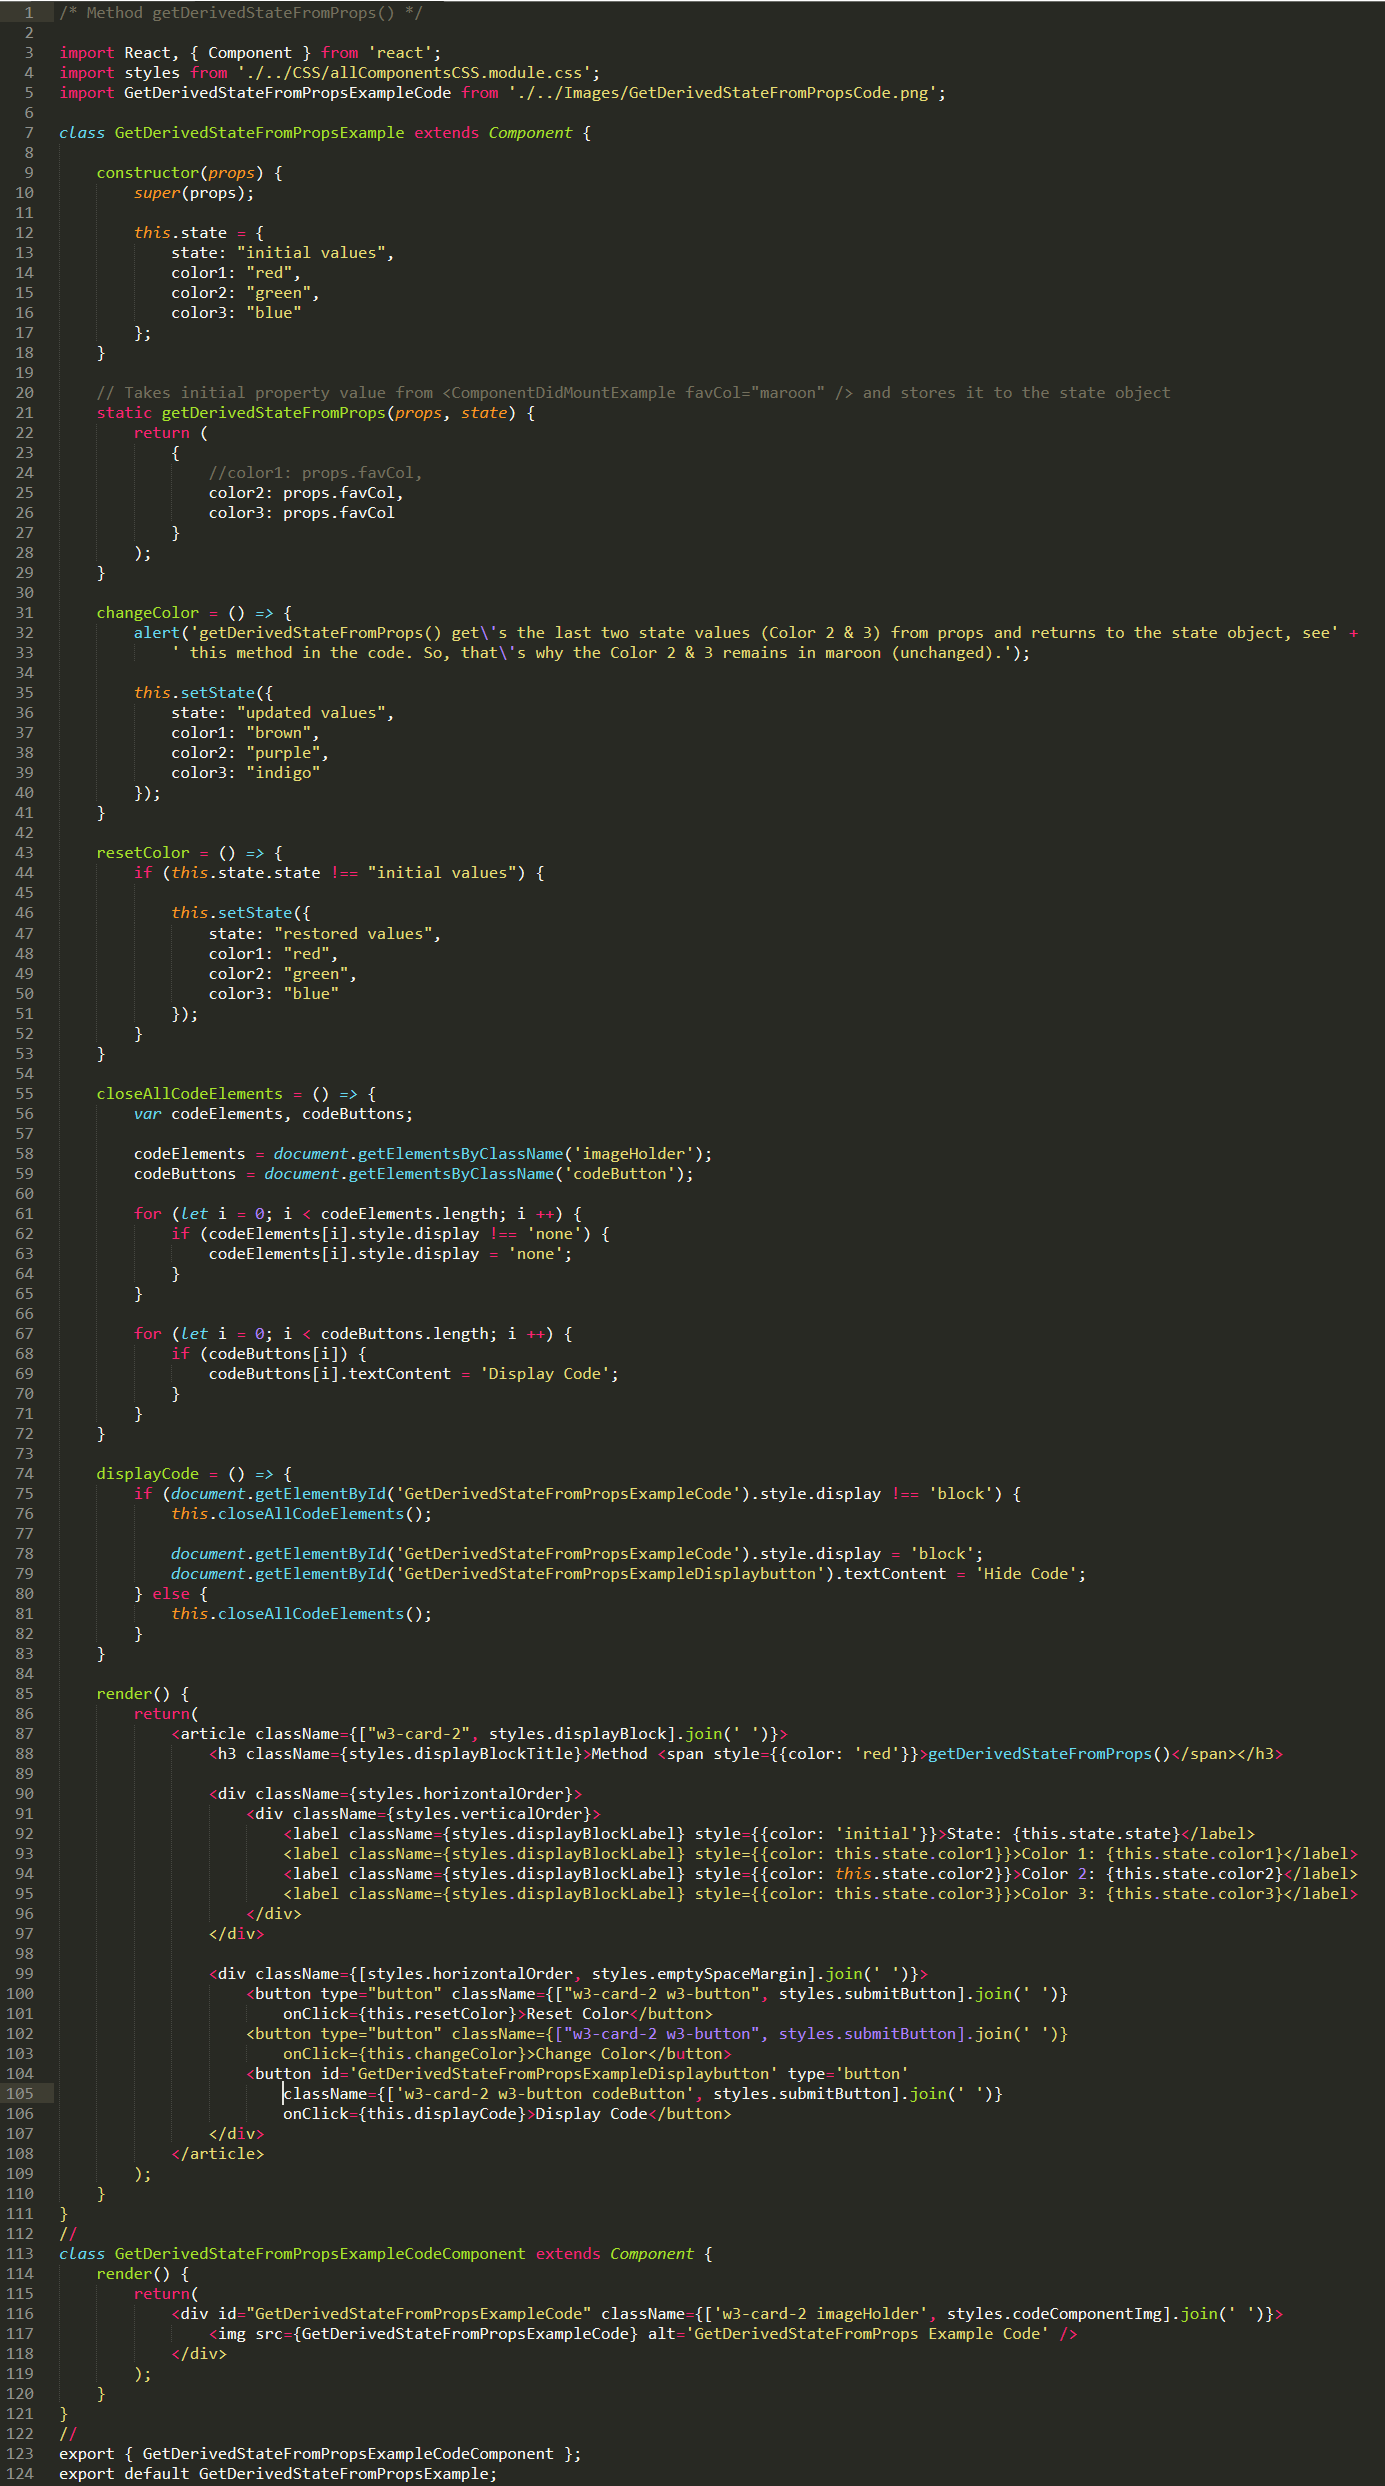 1 /* Method getDerivedStateFromProps() */
2
3 import React, { Component } from 'react';
4 import styles from './../CSS/allComponentsCSS.module.css';
5 import GetDerivedStateFromPropsExampleCode from './../Images/GetDerivedStateFromPropsCode.png';
6
7 class GetDerivedStateFromPropsExample extends Component {
8
9     constructor(props) {
10         super(props);
11
12         this.state = {
13             state: "initial values",
14             color1: "red",
15             color2: "green",
16             color3: "blue"
17         };
18     }
19
20     // Takes initial property value from <ComponentDidMountExample favCol="maroon" /> and stores it to the state object
21     static getDerivedStateFromProps(props, state) {
22         return (
23             {
24                 //color1: props.favCol,
25                 color2: props.favCol,
26                 color3: props.favCol
27             }
28         );
29     }
30
31     changeColor = () => {
32         alert('getDerivedStateFromProps() get\'s the last two state values (Color 2 & 3) from props and returns to the state object, see' +
33             ' this method in the code. So, that\'s why the Color 2 & 3 remains in maroon (unchanged).');
34
35         this.setState({
36             state: "updated values",
37             color1: "brown",
38             color2: "purple",
39             color3: "indigo"
40         });
41     }
42
43     resetColor = () => {
44         if (this.state.state !== "initial values") {
45
46             this.setState({
47                 state: "restored values",
48                 color1: "red",
49                 color2: "green",
50                 color3: "blue"
51             });
52         }
53     }
54
55     closeAllCodeElements = () => {
56         var codeElements, codeButtons;
57
58         codeElements = document.getElementsByClassName('imageHolder');
59         codeButtons = document.getElementsByClassName('codeButton');
60
61         for (let i = 0; i < codeElements.length; i ++) {
62             if (codeElements[i].style.display !== 'none') {
63                 codeElements[i].style.display = 'none';
64             }
65         }
66
67         for (let i = 0; i < codeButtons.length; i ++) {
68             if (codeButtons[i]) {
69                 codeButtons[i].textContent = 'Display Code';
70             }
71         }
72     }
73
74     displayCode = () => {
75         if (document.getElementById('GetDerivedStateFromPropsExampleCode').style.display !== 'block') {
76             this.closeAllCodeElements();
77
78             document.getElementById('GetDerivedStateFromPropsExampleCode').style.display = 'block';
79             document.getElementById('GetDerivedStateFromPropsExampleDisplaybutton').textContent = 'Hide Code';
80         } else {
81             this.closeAllCodeElements();
82         }
83     }
84
85     render() {
86         return(
87             <article className={["w3-card-2", styles.displayBlock].join(' ')}>
88                 <h3 className={styles.displayBlockTitle}>Method <span style={{color: 'red'}}>getDerivedStateFromProps()</span></h3>
89
90                 <div className={styles.horizontalOrder}>
91                     <div className={styles.verticalOrder}>
92                         <label className={styles.displayBlockLabel} style={{color: 'initial'}}>State: {this.state.state}</label>
93                         <label className={styles.displayBlockLabel} style={{color: this.state.color1}}>Color 1: {this.state.color1}</label>
94                         <label className={styles.displayBlockLabel} style={{color: this.state.color2}}>Color 2: {this.state.color2}</label>
95                         <label className={styles.displayBlockLabel} style={{color: this.state.color3}}>Color 3: {this.state.color3}</label>
96                     </div>
97                 </div>
98
99                 <div className={[styles.horizontalOrder, styles.emptySpaceMargin].join(' ')}>
100                     <button type="button" className={["w3-card-2 w3-button", styles.submitButton].join(' ')}
101                         onClick={this.resetColor}>Reset Color</button>
102                     <button type="button" className={["w3-card-2 w3-button", styles.submitButton].join(' ')}
103                         onClick={this.changeColor}>Change Color</button>
104                     <button id='GetDerivedStateFromPropsExampleDisplaybutton' type='button'
105                         className={['w3-card-2 w3-button codeButton', styles.submitButton].join(' ')}
106                         onClick={this.displayCode}>Display Code</button>
107                 </div>
108             </article>
109         );
110     }
111 }
112 //
113 class GetDerivedStateFromPropsExampleCodeComponent extends Component {
114     render() {
115         return(
116             <div id="GetDerivedStateFromPropsExampleCode" className={['w3-card-2 imageHolder', styles.codeComponentImg].join(' ')}>
117                 <img src={GetDerivedStateFromPropsExampleCode} alt='GetDerivedStateFromProps Example Code' />
118             </div>
119         );
120     }
121 }
122 //
123 export { GetDerivedStateFromPropsExampleCodeComponent };
124 export default GetDerivedStateFromPropsExample;